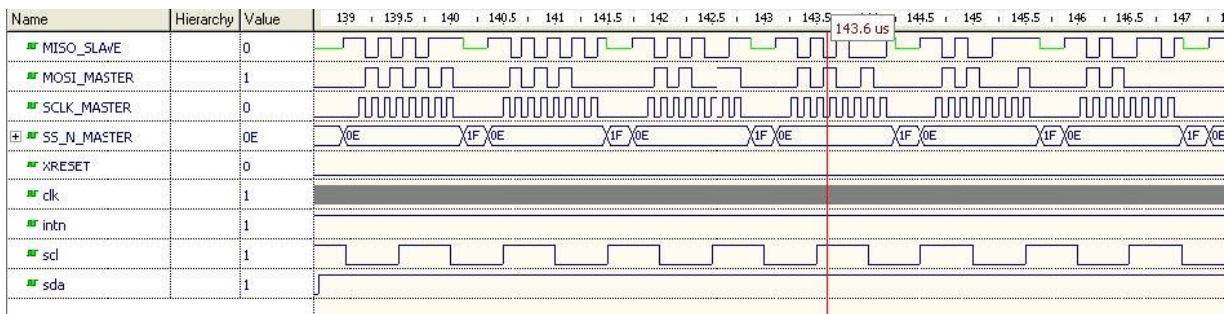 Name Hierarchy Value 139 139.5 140 140.5 141 141.5 142 142.5 143 143.5 144.5 145 145.5 146 146.5 147
143.6 us
MISO_SLAVE 0
MOSI_MASTER 1
SCLK_MASTER 0
SS_N_MASTER 0E 0E 1F 0E 1F 0E 1F 0E 1F 0E 1F 0E 1F 0E
XRESET 0
clk 1
intn 1
scl 1
sda 1